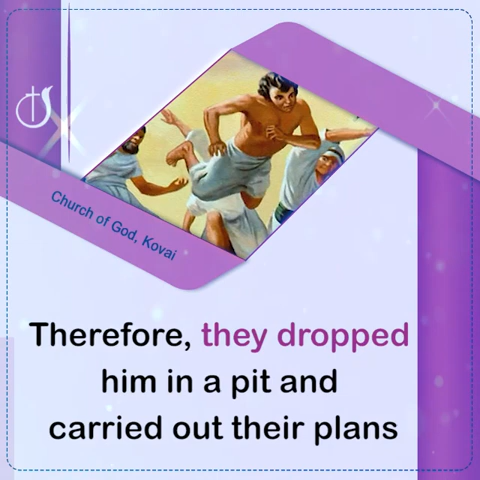 Church of God, Kovai
Therefore, they dropped
him in a pit and
carried out their plans